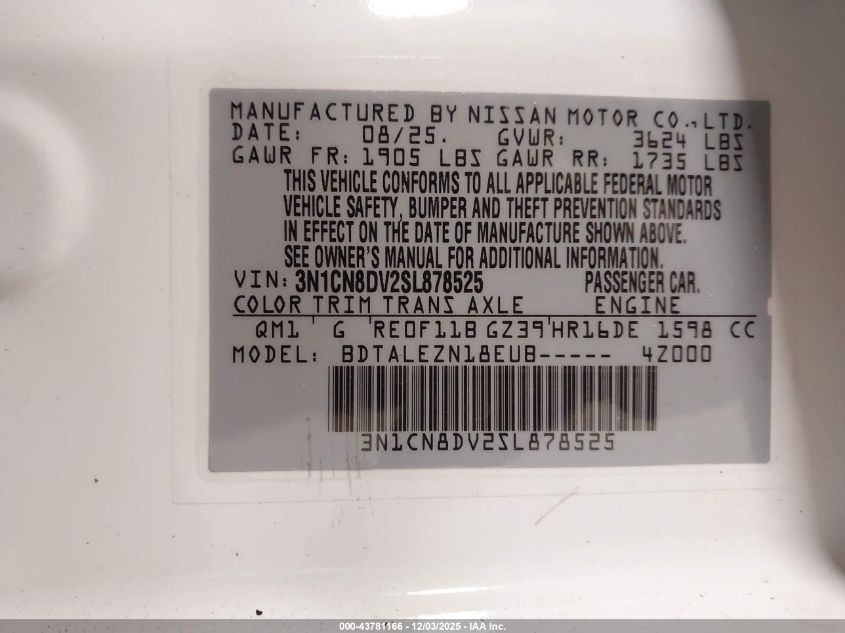 MANUFACTURED BY NISSAN MOTOR CO., LTD.
DATE: 08/25. GVWR: 3624 LBS
GAWR FR: 1905 LBS GAWR RR: 1735 LBS
THIS VEHICLE CONFORMS TO ALL APPLICABLE FEDERAL MOTOR
VEHICLE SAFETY, BUMPER AND THEFT PREVENTION STANDARDS
IN EFFECT ON THE DATE OF MANUFACTURE SHOWN ABOVE.
SEE OWNER'S MANUAL FOR ADDITIONAL INFORMATION.
VIN: 3N1CN8DV2SL878525 PASSENGER CAR.
COLOR TRIM TRANS AXLE ENGINE
QM1 G RE0F11B GZ39 HR16DE 1598 CC
MODEL: BDTALEZN18EUB----- 4Z000
3N1CN8DV2SL878525
000-43781166 • 12/03/2025 • IAA Inc.